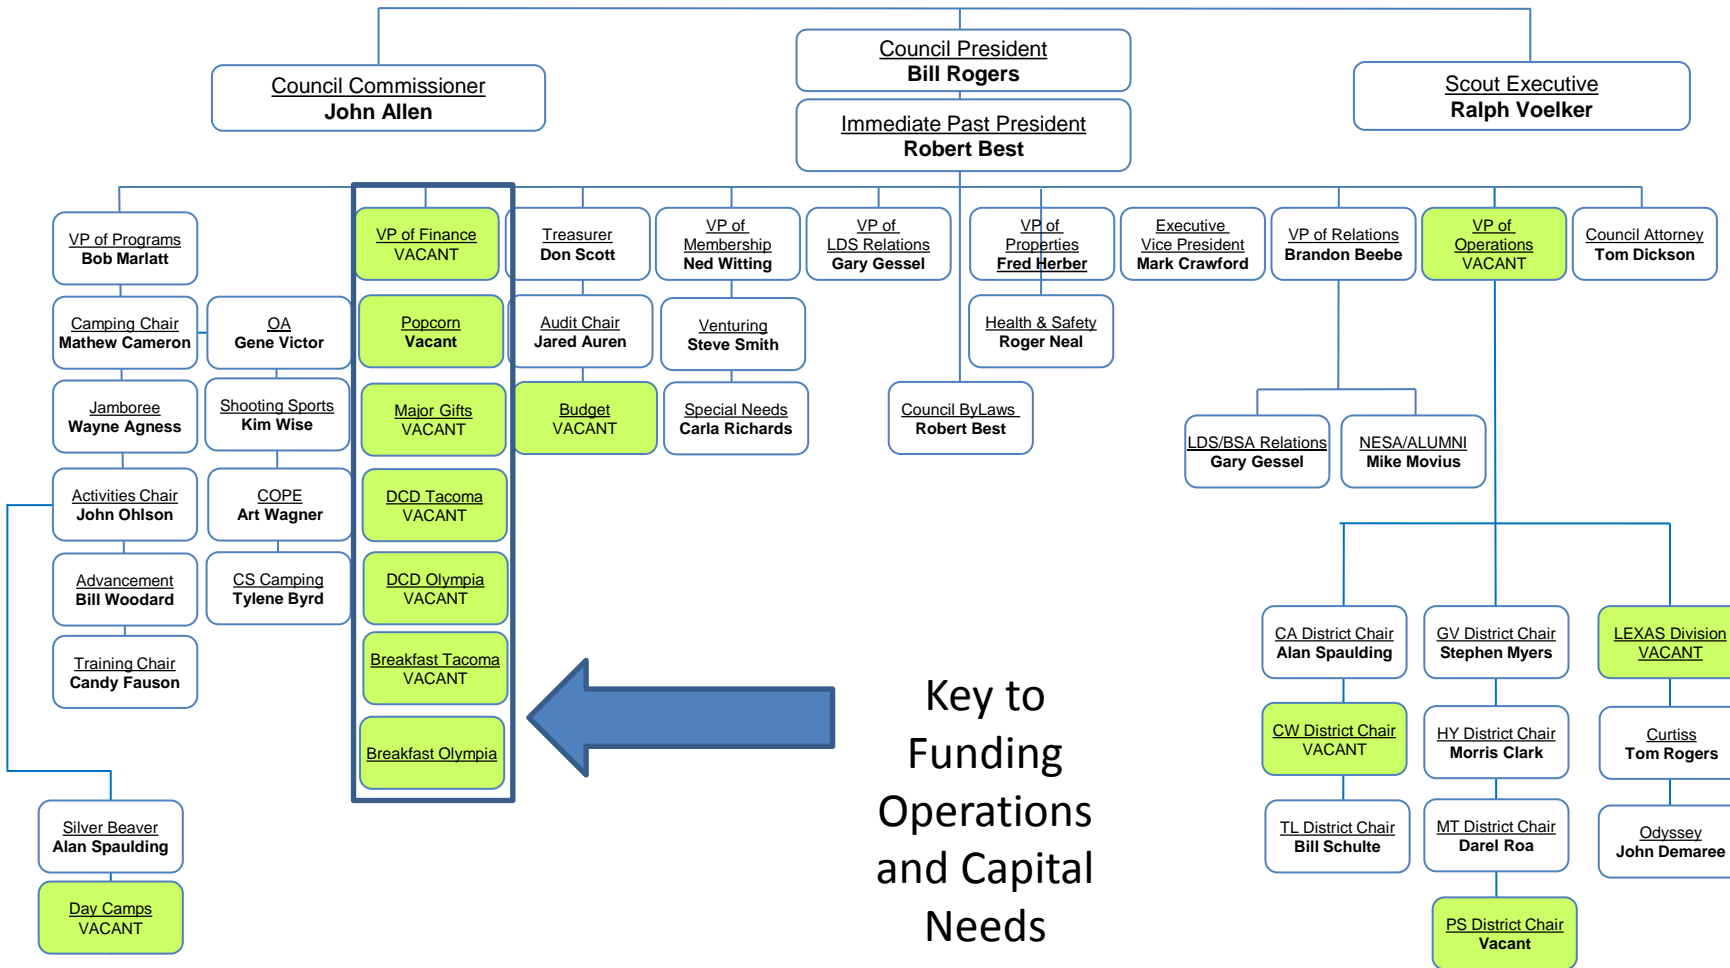 Council President
Bill Rogers
Council Commissioner
John Allen
Scout Executive
Ralph Voelker
Immediate Past President
Robert Best
VP of Programs
Bob Marlatt
VP of Finance
VACANT
Treasurer
Don Scott
VP of
Membership
Ned Witting
VP of
LDS Relations
Gary Gessel
VP of
Properties
Fred Herber
Executive
Vice President
Mark Crawford
VP of Relations
Brandon Beebe
VP of
Operations
VACANT
Council Attorney
Tom Dickson
Camping Chair
Mathew Cameron
OA
Gene Victor
Popcorn
Vacant
Audit Chair
Jared Auren
Venturing
Steve Smith
Health & Safety
Roger Neal
Jamboree
Wayne Agness
Shooting Sports
Kim Wise
Major Gifts
VACANT
Budget
VACANT
Special Needs
Carla Richards
Council ByLaws
Robert Best
LDS/BSA Relations
Gary Gessel
NESA/ALUMNI
Mike Movius
Activities Chair
John Ohlson
COPE
Art Wagner
DCD Tacoma
VACANT
Advancement
Bill Woodard
CS Camping
Tylene Byrd
DCD Olympia
VACANT
Training Chair
Candy Fauson
Breakfast Tacoma
VACANT
Breakfast Olympia
Key to
Funding
Operations
and Capital
Needs
CA District Chair
Alan Spaulding
GV District Chair
Stephen Myers
LEXAS Division
VACANT
CW District Chair
VACANT
HY District Chair
Morris Clark
Curtiss
Tom Rogers
TL District Chair
Bill Schulte
MT District Chair
Darel Roa
Odyssey
John Demaree
PS District Chair
Vacant
Silver Beaver
Alan Spaulding
Day Camps
VACANT